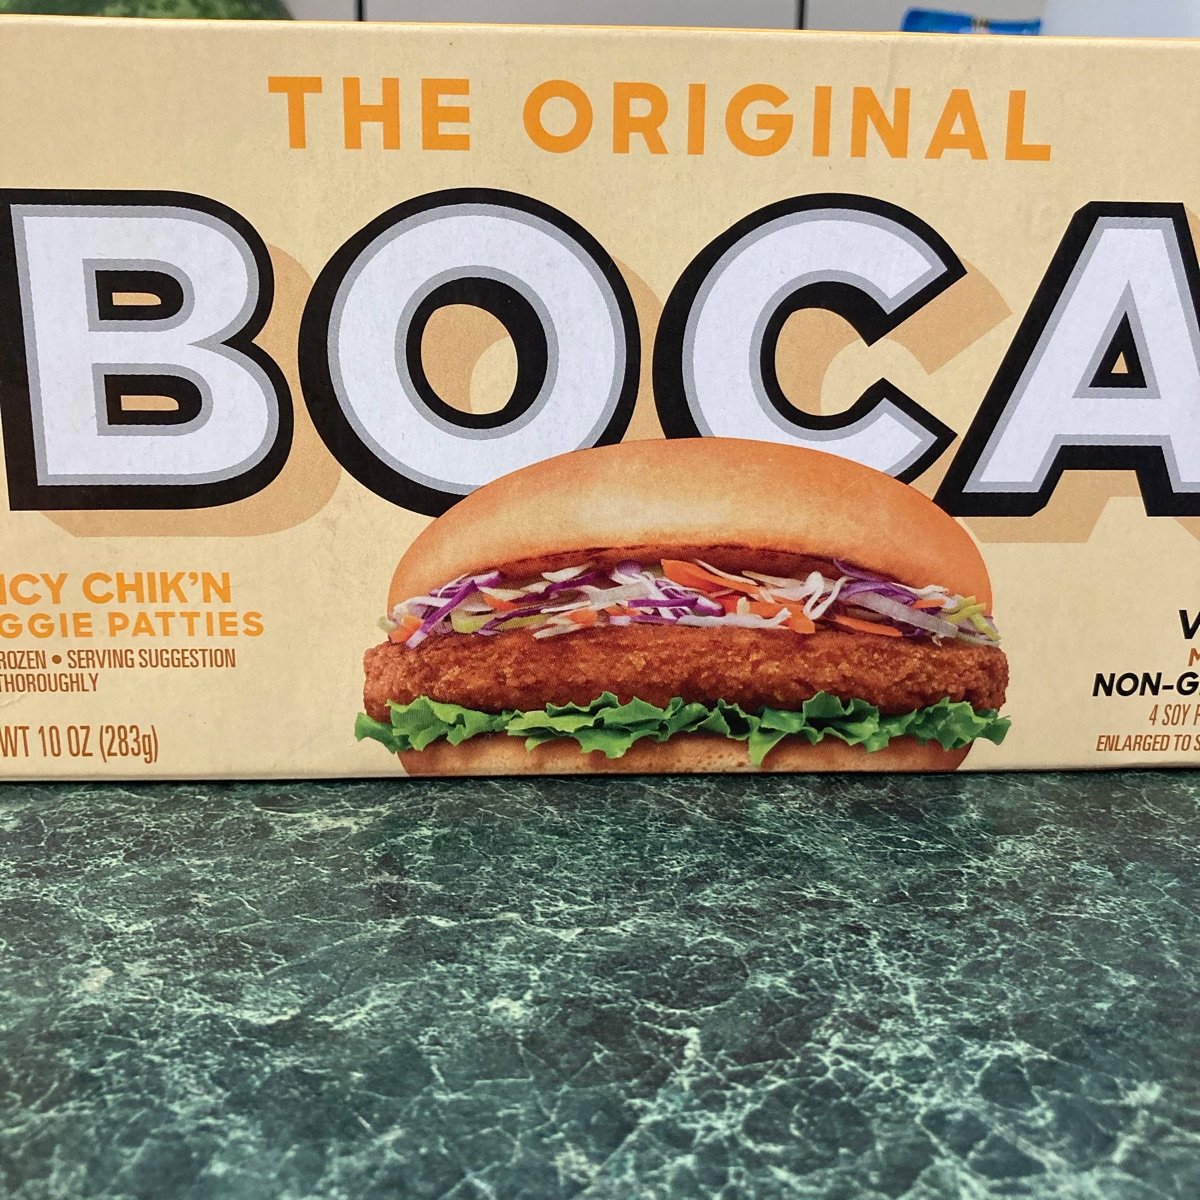 THE ORIGINAL
BOCA
ICY CHIK'N
GGIE PATTIES
ROZEN • SERVING SUGGESTION
THOROUGHLY
WT 10 OZ (283g)
V
M
NON-G
4 SOY P
ENLARGED TO S